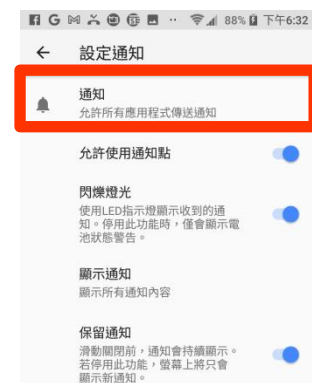 88% 下午6:32
設定通知
通知
允許所有應用程式傳送通知
允許使用通知點
閃爍燈光
使用LED指示燈顯示收到的通
知。停用此功能時，僅會顯示電
池狀態警告。
顯示通知
顯示所有通知內容
保留通知
滑動關閉前，通知會持續顯示。
若停用此功能，螢幕上將只會
顯示新通知。